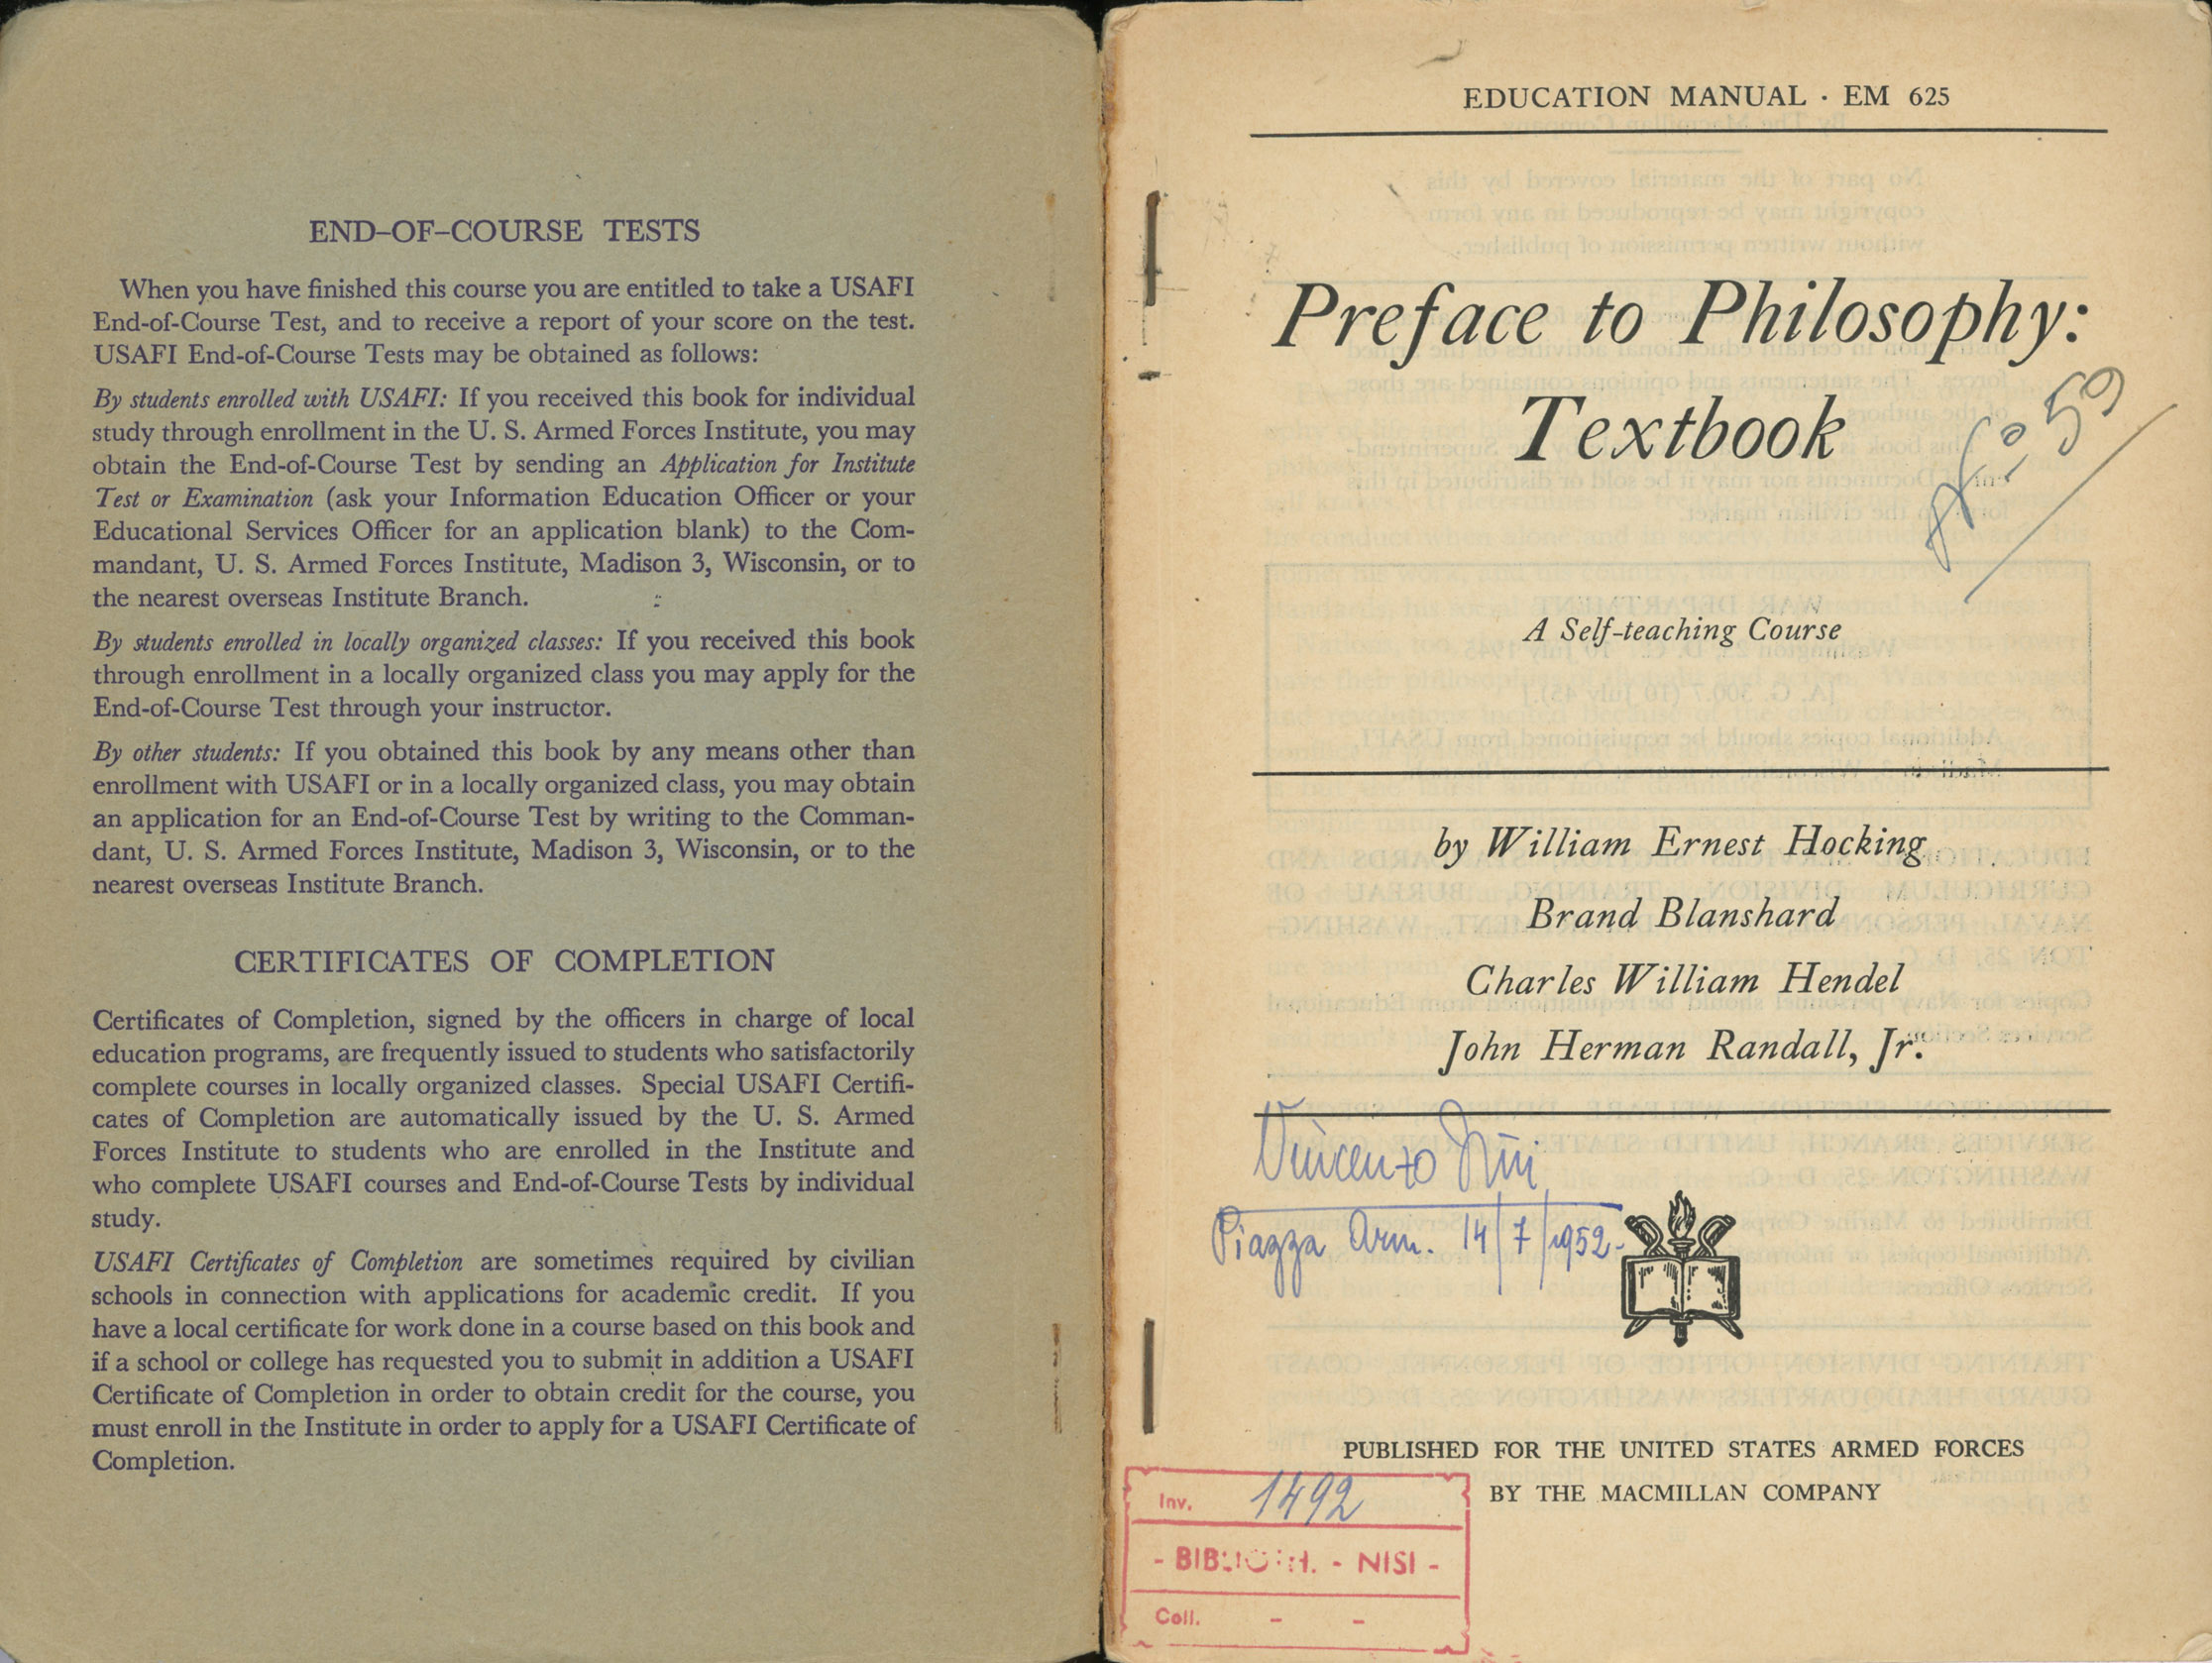 END-OF-COURSE TESTS
When you have finished this course you are entitled to take a USAFI
End-of-Course Test, and to receive a report of your score on the test.
USAFI End-of-Course Tests may be obtained as follows:
By students enrolled with USAFI: If you received this book for individual
study through enrollment in the U. S. Armed Forces Institute, you may
obtain the End-of-Course Test by sending an Application for Institute
Test or Examination (ask your Information Education Officer or your
Educational Services Officer for an application blank) to the Com-
mandant, U. S. Armed Forces Institute, Madison 3, Wisconsin, or to
the nearest overseas Institute Branch.
By students enrolled in locally organized classes: If you received this book
through enrollment in a locally organized class you may apply for the
End-of-Course Test through your instructor.
By other students: If you obtained this book by any means other than
enrollment with USAFI or in a locally organized class, you may obtain
an application for an End-of-Course Test by writing to the Comman-
dant, U. S. Armed Forces Institute, Madison 3, Wisconsin, or to the
nearest overseas Institute Branch.
CERTIFICATES OF COMPLETION
Certificates of Completion, signed by the officers in charge of local
education programs, are frequently issued to students who satisfactorily
complete courses in locally organized classes. Special USAFI Certifi-
cates of Completion are automatically issued by the U. S. Armed
Forces Institute to students who are enrolled in the Institute and
who complete USAFI courses and End-of-Course Tests by individual
study.
USAFI Certificates of Completion are sometimes required by civilian
schools in connection with applications for academic credit. If you
have a local certificate for work done in a course based on this book and
if a school or college has requested you to submit in addition a USAFI
Certificate of Completion in order to obtain credit for the course, you
must enroll in the Institute in order to apply for a USAFI Certificate of
Completion.
EDUCATION MANUAL · EM 625
Preface to Philosophy:
Textbook
59
A Self-teaching Course
by William Ernest Hocking
Brand Blanshard
Charles William Hendel
John Herman Randall, Jr.
Vincenzo
Piazza Arm. 14/7/1952.
PUBLISHED FOR THE UNITED STATES ARMED FORCES
BY THE MACMILLAN COMPANY
Inv. 1492
- NISI -
Coll. - -